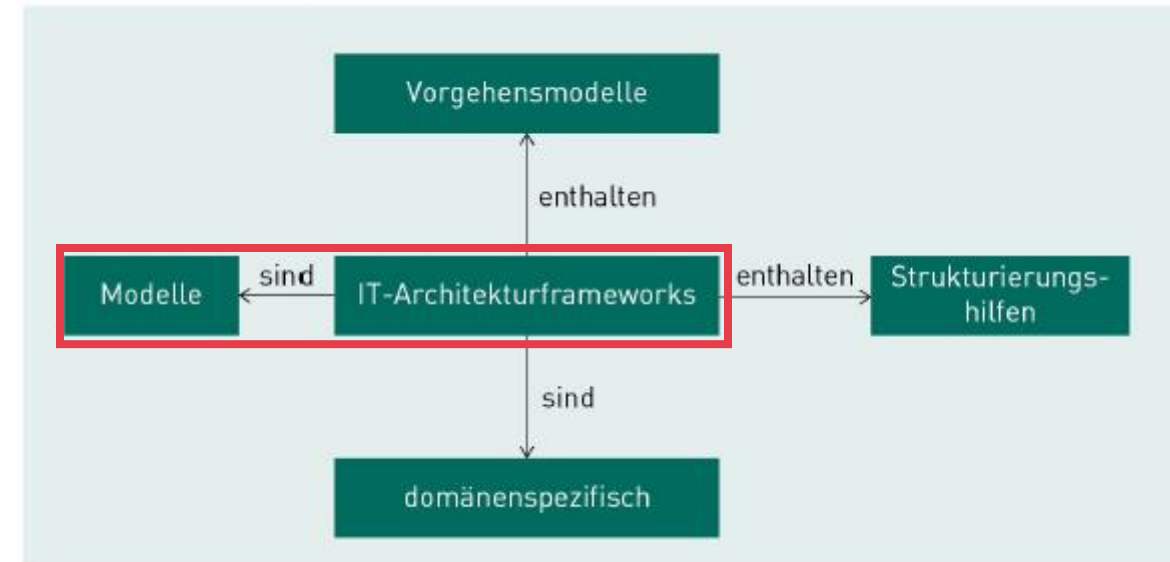 Vorgehensmodelle
enthalten
Modelle
sind
IT-Architekturframeworks
enthalten
Strukturierungs-
hilfen
sind
domänenspezifisch